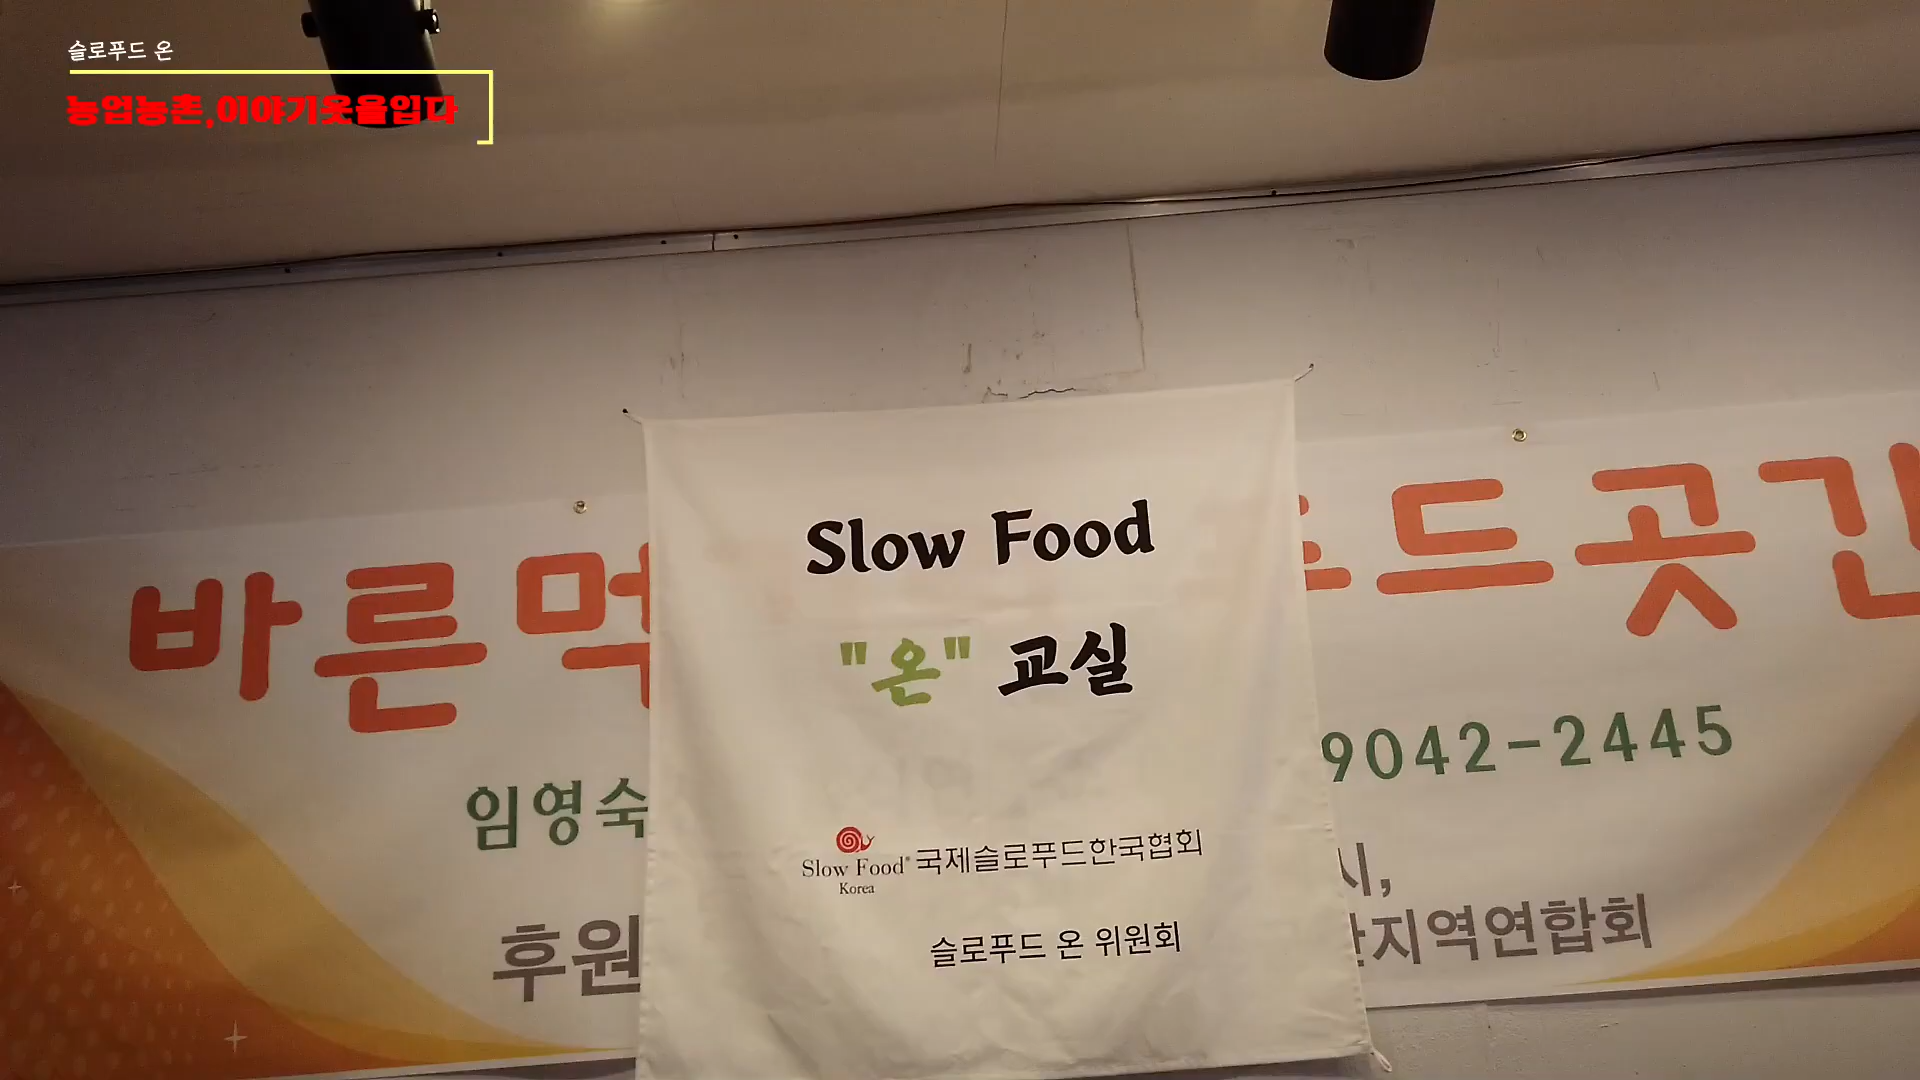 슬로푸드 온
농업농촌,이야기옷을입다
바른먹 드곳간
Slow Food
"온" 교실
임영숙 9042-2445
Slow Food® 국제슬로푸드한국협회
Korea
시,
후원 지역연합회
슬로푸드 온 위원회